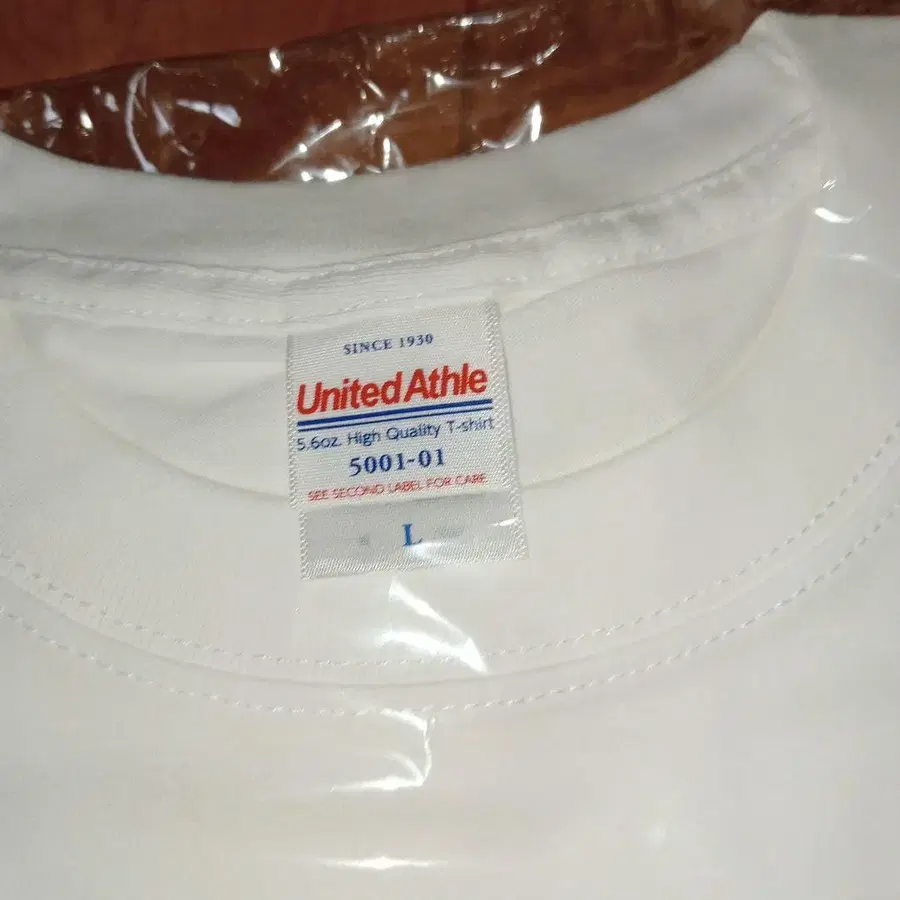 SINCE 1930
United Athle
5.6oz. High Quality T-shirt
5001-01
SEE SECOND LABEL FOR CARE
L